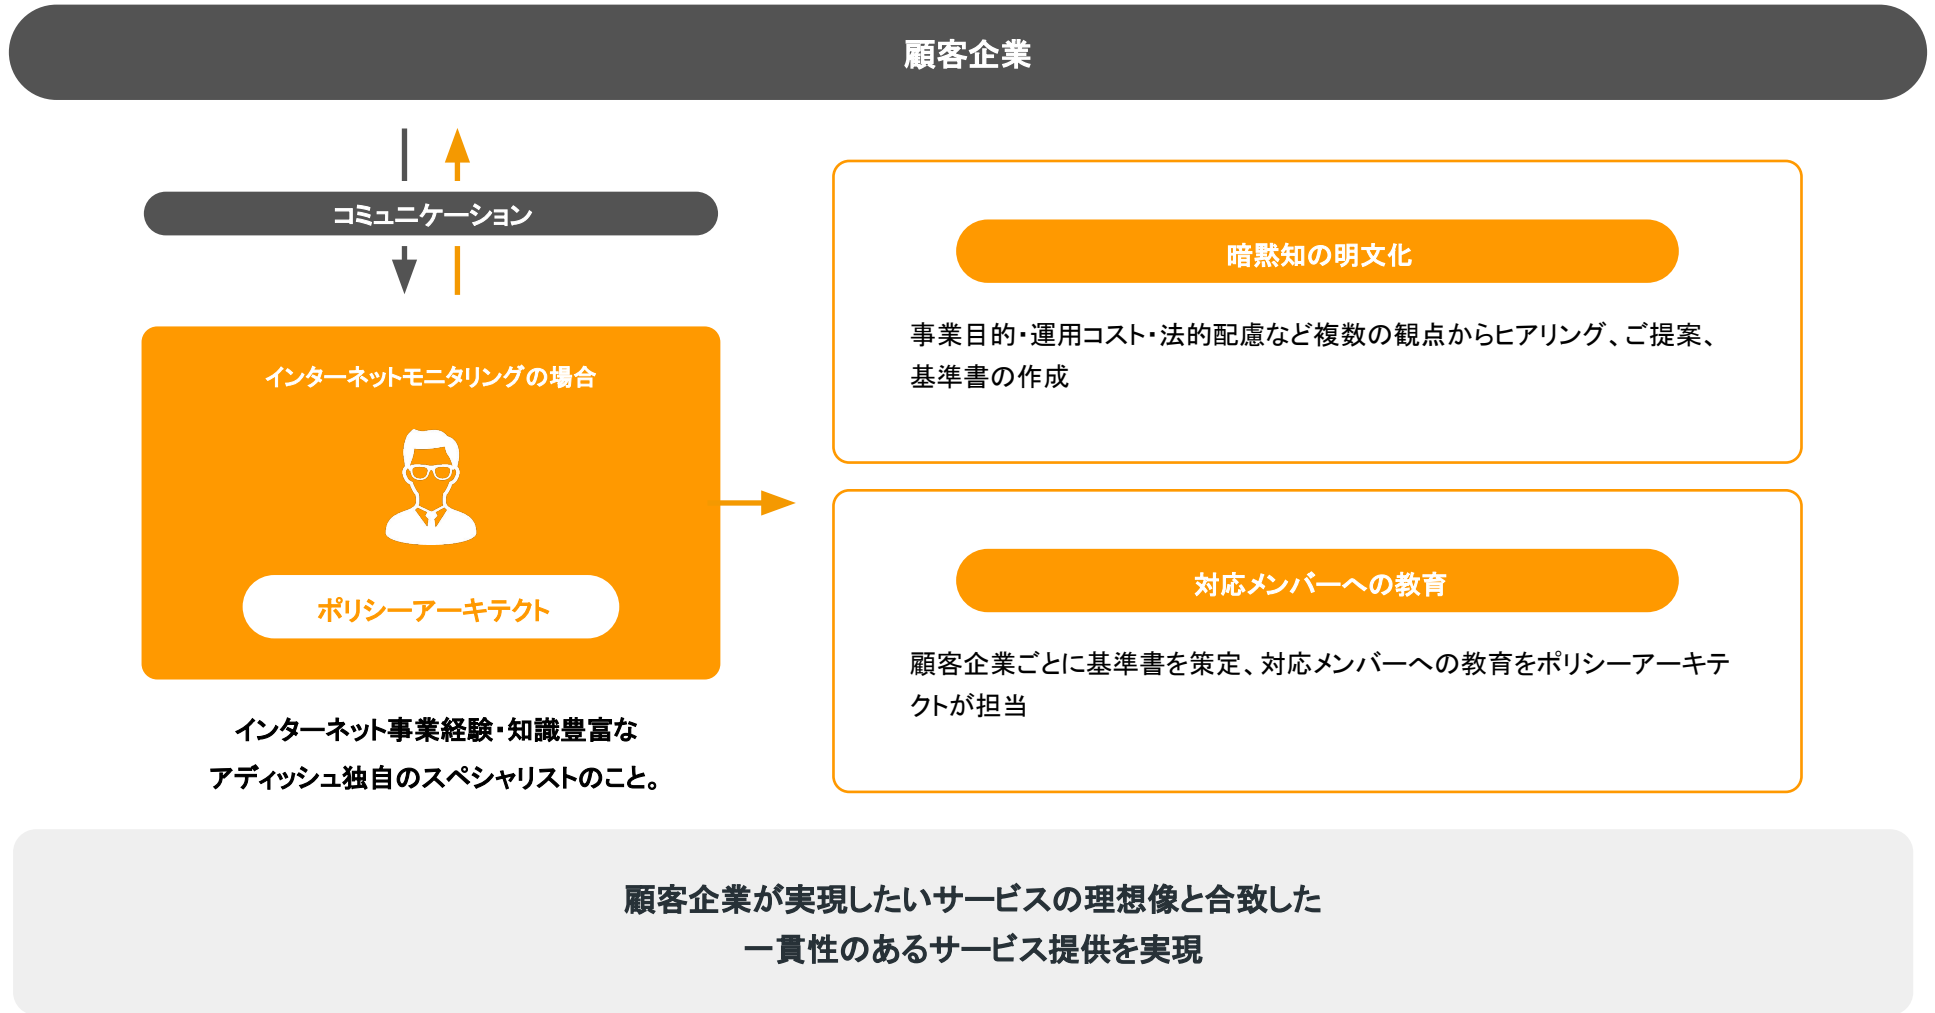 顧客企業
コミュニケーション
インターネットモニタリングの場合
ポリシーアーキテクト
インターネット事業経験・知識豊富な
アディッシュ独自のスペシャリストのこと。
暗黙知の明文化
事業目的・運用コスト・法的配慮など複数の観点からヒアリング、ご提案、
基準書の作成
対応メンバーへの教育
顧客企業ごとに基準書を策定、対応メンバーへの教育をポリシーアーキテ
クトが担当
顧客企業が実現したいサービスの理想像と合致した
一貫性のあるサービス提供を実現